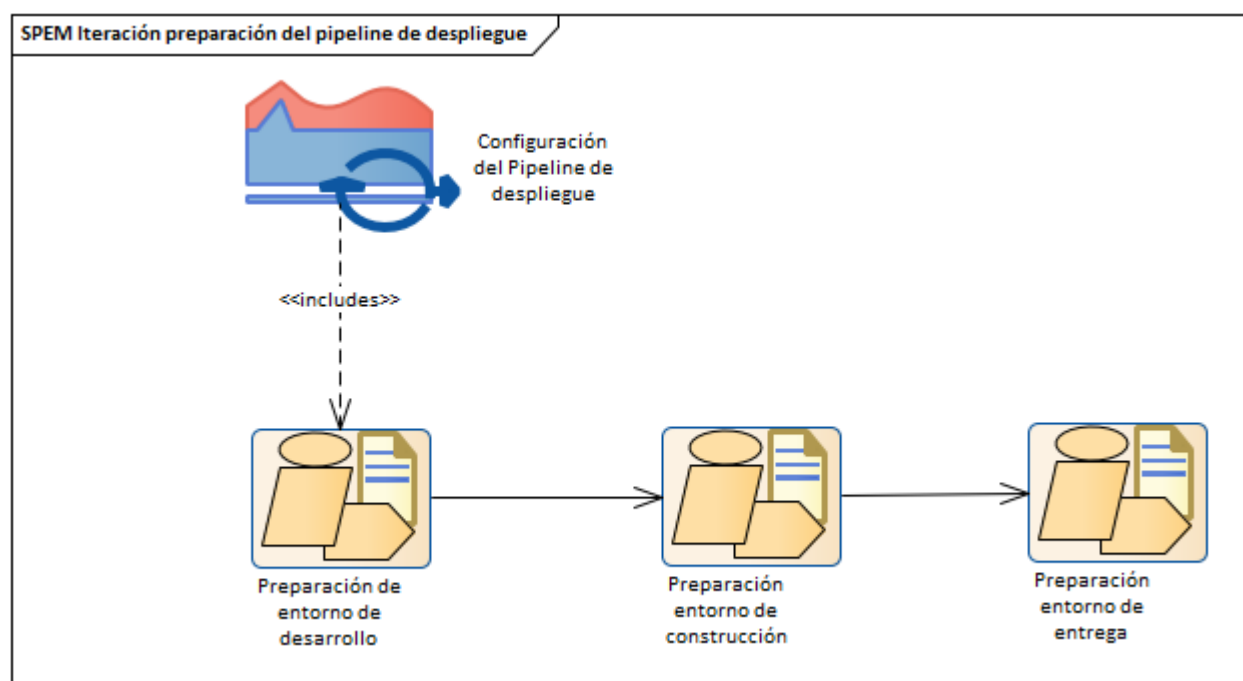 SPEM Iteración preparación del pipeline de despliegue
Configuración
del Pipeline de
despliegue
<<includes>>
Preparación de
entorno de
desarrollo
Preparación
entorno de
construcción
Preparación
entorno de
entrega